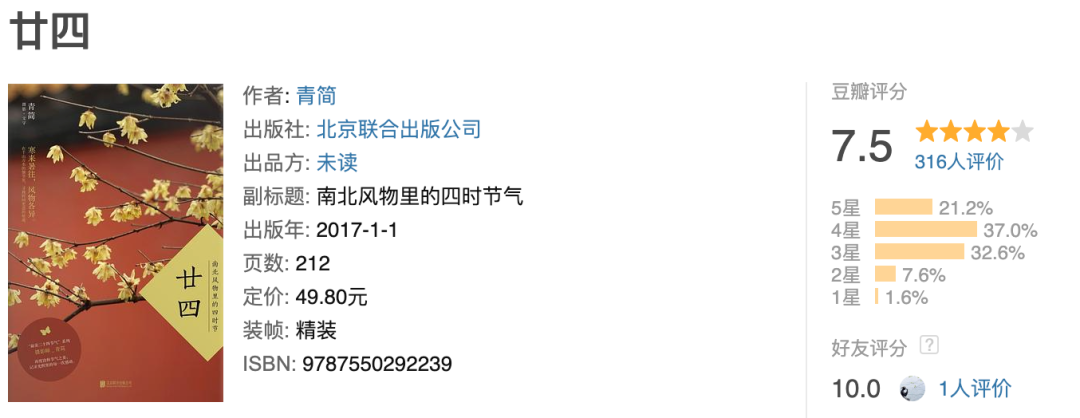 廿四
青简
寒来暑往，风物各异。
廿四
南北风物里的四时节气
作者: 青简
出版社: 北京联合出版公司
出品方: 未读
副标题: 南北风物里的四时节气
出版年: 2017-1-1
页数: 212
定价: 49.80元
装帧: 精装
ISBN: 9787550292239
豆瓣评分
7.5
316人评价
5星 21.2%
4星 37.0%
3星 32.6%
2星 7.6%
1星 1.6%
好友评分 ?
10.0 1人评价